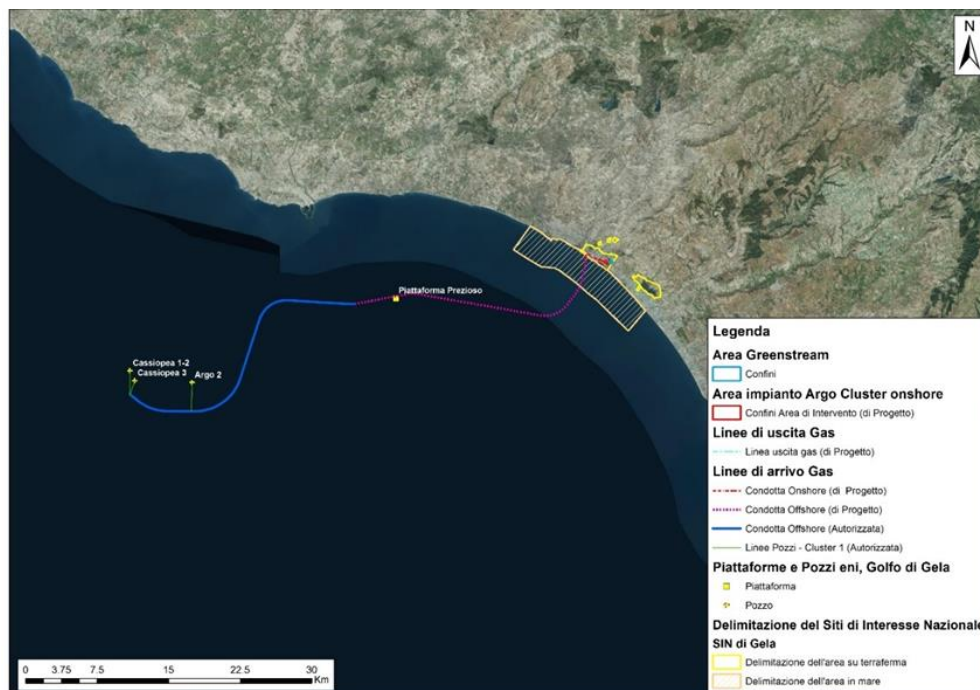 N
Piattaforma Prezioso
Cassiopea 1-2
Cassiopea 3
Argo 2
Legenda
Area Greenstream
Confini
Area impianto Argo Cluster onshore
Confini Area di Intervento (di Progetto)
Linee di uscita Gas
Linea uscita gas (di Progetto)
Linee di arrivo Gas
Condotta Onshore (di Progetto)
Condotta Offshore (di Progetto)
Condotta Offshore (Autorizzata)
Linee Pozzi - Cluster 1 (Autorizzata)
Piattaforme e Pozzi eni, Golfo di Gela
Piattaforma
Pozzo
Delimitazione del Siti di Interesse Nazionale
SIN di Gela
Delimitazione dell'area su terraferma
Delimitazione dell'area in mare
0 3.75 7.5 15 22.5 30
Km